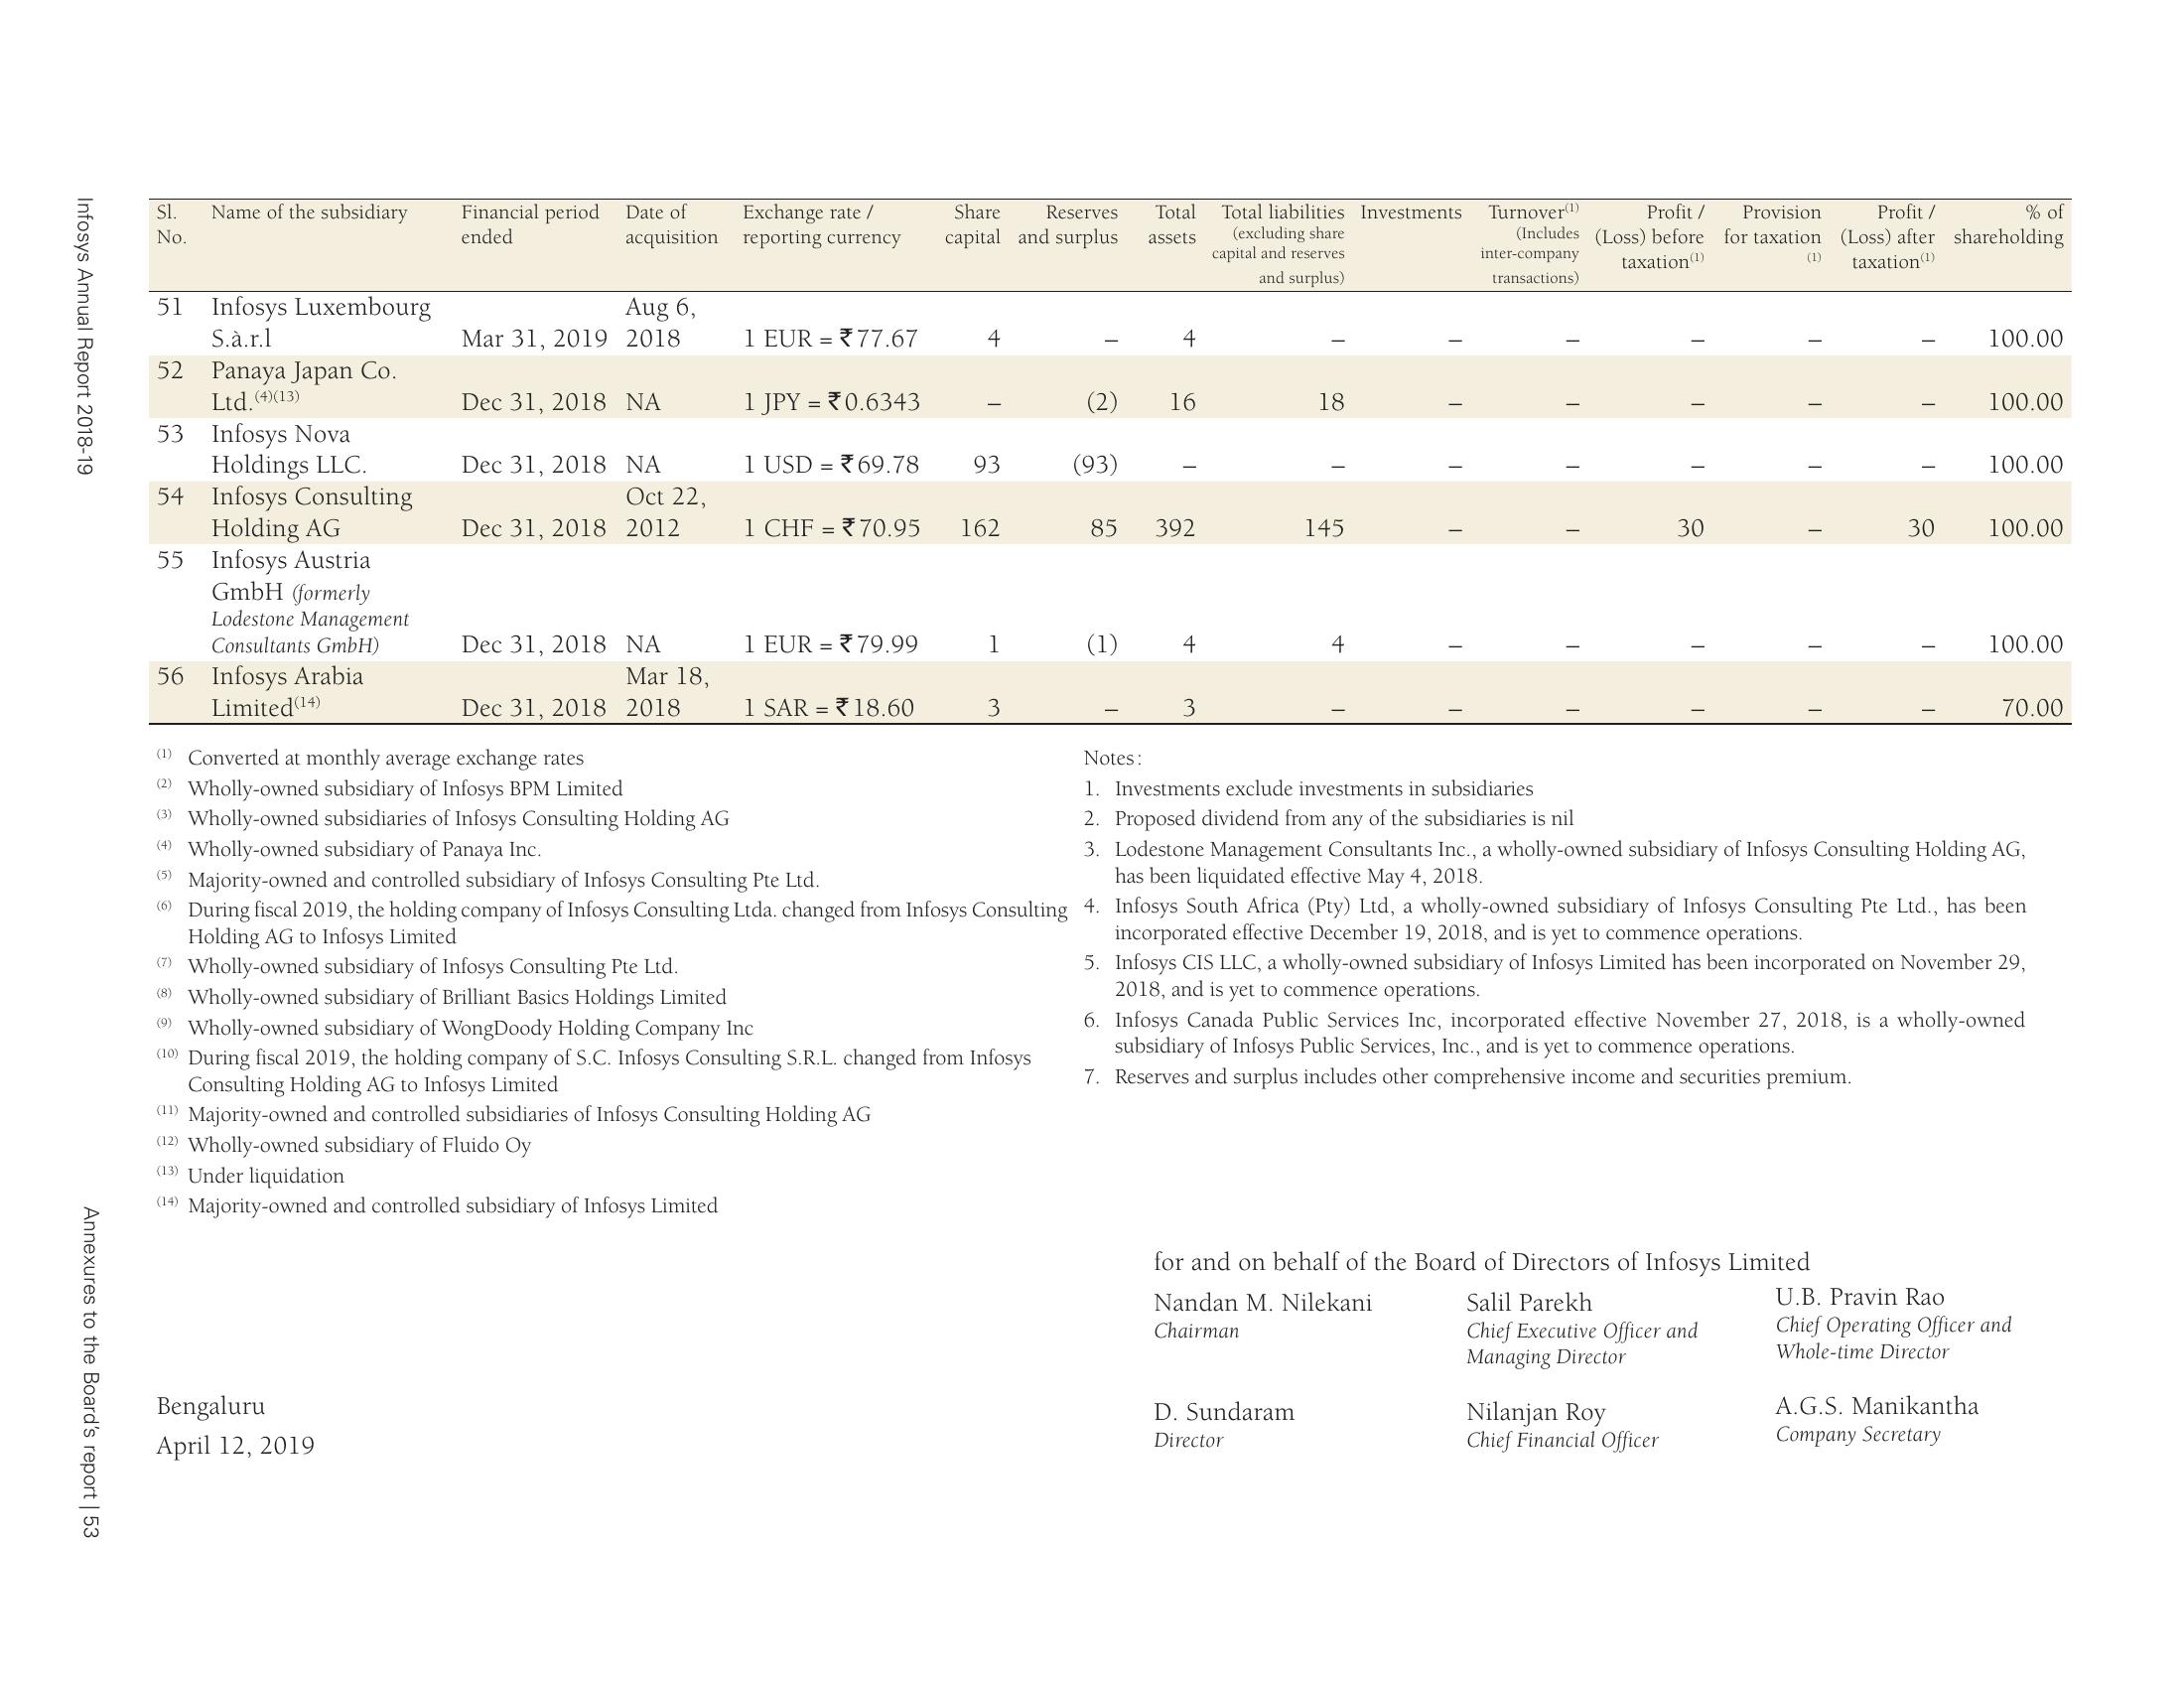 Infosys Annual Report 2018-19
Sl. No. Name of the subsidiary Financial period ended Date of acquisition Exchange rate / reporting currency Share capital Reserves and surplus Total assets Total liabilities (excluding share capital and reserves and surplus) Investments Turnover(1) (Includes inter-company transactions) Profit / (Loss) before taxation(1) Provision for taxation (1) Profit / (Loss) after taxation(1) % of shareholding
51 Infosys Luxembourg S.à.r.l Mar 31, 2019 Aug 6, 2018 1 EUR = ₹77.67 4 – 4 – – – – – – 100.00
52 Panaya Japan Co. Ltd.(4)(13) Dec 31, 2018 NA 1 JPY = ₹0.6343 – (2) 16 18 – – – – – 100.00
53 Infosys Nova Holdings LLC. Dec 31, 2018 NA 1 USD = ₹69.78 93 (93) – – – – – – – 100.00
54 Infosys Consulting Holding AG Dec 31, 2018 Oct 22, 2012 1 CHF = ₹70.95 162 85 392 145 – – 30 – 30 100.00
55 Infosys Austria GmbH (formerly Lodestone Management Consultants GmbH) Dec 31, 2018 NA 1 EUR = ₹79.99 1 (1) 4 4 – – – – – 100.00
56 Infosys Arabia Limited(14) Dec 31, 2018 Mar 18, 2018 1 SAR = ₹18.60 3 – 3 – – – – – – 70.00
(1) Converted at monthly average exchange rates
(2) Wholly-owned subsidiary of Infosys BPM Limited
(3) Wholly-owned subsidiaries of Infosys Consulting Holding AG
(4) Wholly-owned subsidiary of Panaya Inc.
(5) Majority-owned and controlled subsidiary of Infosys Consulting Pte Ltd.
(6) During fiscal 2019, the holding company of Infosys Consulting Ltda. changed from Infosys Consulting
Holding AG to Infosys Limited
(7) Wholly-owned subsidiary of Infosys Consulting Pte Ltd.
(8) Wholly-owned subsidiary of Brilliant Basics Holdings Limited
(9) Wholly-owned subsidiary of WongDoody Holding Company Inc
(10) During fiscal 2019, the holding company of S.C. Infosys Consulting S.R.L. changed from Infosys
Consulting Holding AG to Infosys Limited
(11) Majority-owned and controlled subsidiaries of Infosys Consulting Holding AG
(12) Wholly-owned subsidiary of Fluido Oy
(13) Under liquidation
(14) Majority-owned and controlled subsidiary of Infosys Limited
Notes:
1. Investments exclude investments in subsidiaries
2. Proposed dividend from any of the subsidiaries is nil
3. Lodestone Management Consultants Inc., a wholly-owned subsidiary of Infosys Consulting Holding AG,
has been liquidated effective May 4, 2018.
4. Infosys South Africa (Pty) Ltd, a wholly-owned subsidiary of Infosys Consulting Pte Ltd., has been
incorporated effective December 19, 2018, and is yet to commence operations.
5. Infosys CIS LLC, a wholly-owned subsidiary of Infosys Limited has been incorporated on November 29,
2018, and is yet to commence operations.
6. Infosys Canada Public Services Inc, incorporated effective November 27, 2018, is a wholly-owned
subsidiary of Infosys Public Services, Inc., and is yet to commence operations.
7. Reserves and surplus includes other comprehensive income and securities premium.
for and on behalf of the Board of Directors of Infosys Limited
Nandan M. Nilekani
Chairman
Salil Parekh
Chief Executive Officer and
Managing Director
U.B. Pravin Rao
Chief Operating Officer and
Whole-time Director
D. Sundaram
Director
Nilanjan Roy
Chief Financial Officer
A.G.S. Manikantha
Company Secretary
Bengaluru
April 12, 2019
Annexures to the Board's report | 53